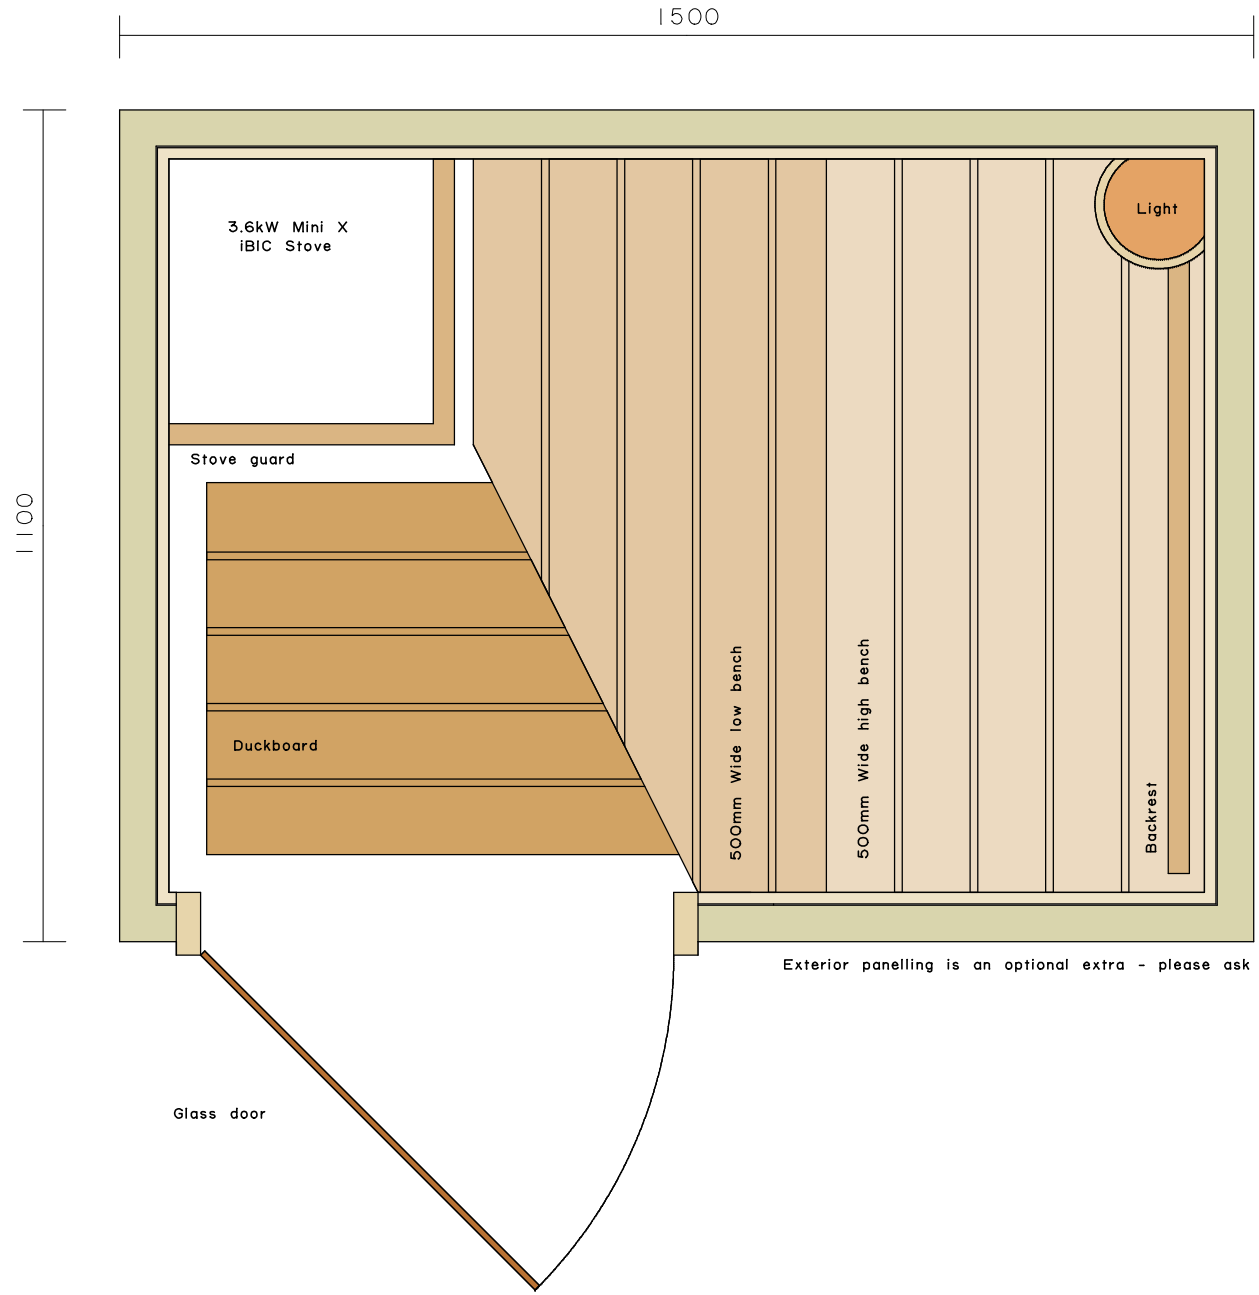 1500
1100
3.6kW Mini X
iBIC Stove
Light
Stove guard
500mm Wide low bench
500mm Wide high bench
Duckboard
Backrest
Exterior panelling is an optional extra - please ask
Glass door